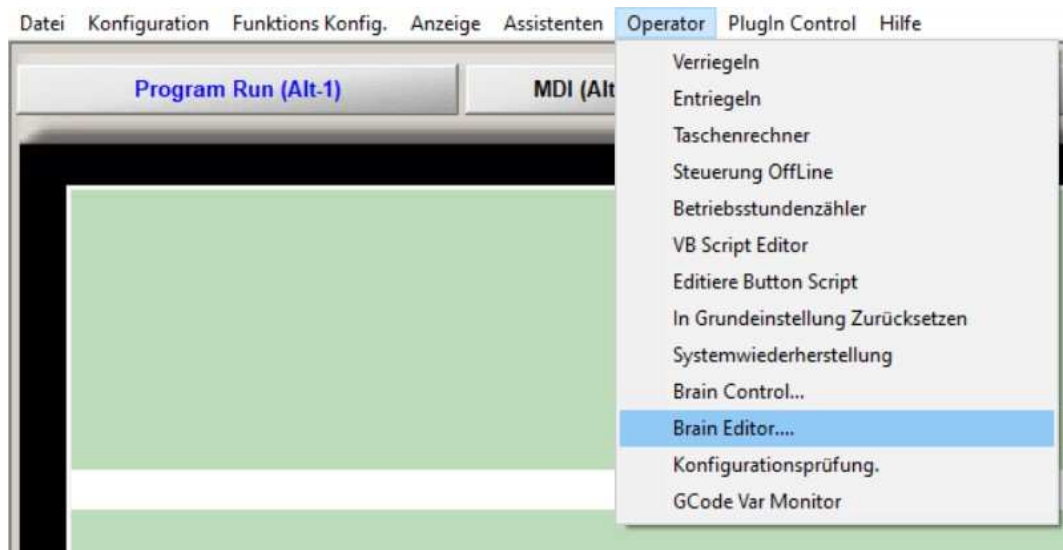 Datei Konfiguration Funktions Konfig. Anzeige Assistenten Operator PlugIn Control Hilfe
Program Run (Alt-1) MDI (Alt
Verriegeln
Entriegeln
Taschenrechner
Steuerung OffLine
Betriebsstundenzähler
VB Script Editor
Editiere Button Script
In Grundeinstellung Zurücksetzen
Systemwiederherstellung
Brain Control...
Brain Editor....
Konfigurationsprüfung.
GCode Var Monitor